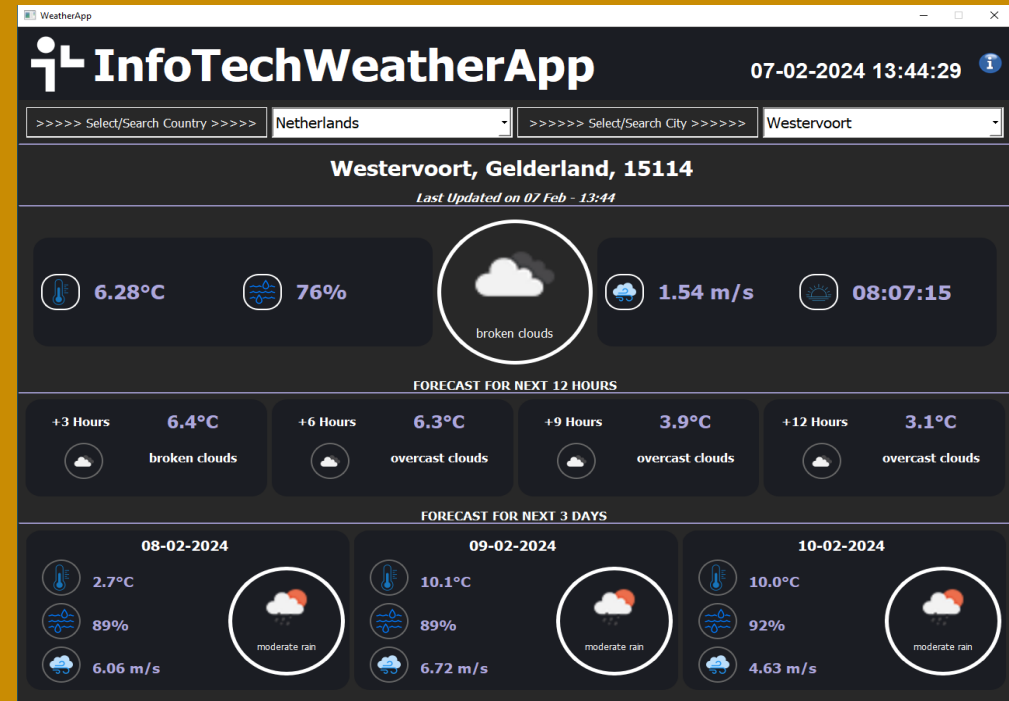 WeatherApp
InfoTechWeatherApp
07-02-2024 13:44:29
>>>>> Select/Search Country >>>>>
Netherlands
>>>>>> Select/Search City >>>>>>
Westervoort
Westervoort, Gelderland, 15114
Last Updated on 07 Feb - 13:44
6.28°C
76%
broken clouds
1.54 m/s
08:07:15
FORECAST FOR NEXT 12 HOURS
+3 Hours
6.4°C
broken clouds
+6 Hours
6.3°C
overcast clouds
+9 Hours
3.9°C
overcast clouds
+12 Hours
3.1°C
overcast clouds
FORECAST FOR NEXT 3 DAYS
08-02-2024
2.7°C
89%
6.06 m/s
moderate rain
09-02-2024
10.1°C
89%
6.72 m/s
moderate rain
10-02-2024
10.0°C
92%
4.63 m/s
moderate rain